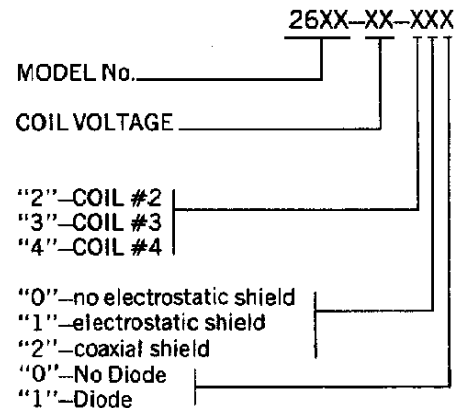 26XX–XX–XXX
MODEL No.
COIL VOLTAGE
“2”–COIL #2
“3”–COIL #3
“4”–COIL #4
“0”–no electrostatic shield
“1”–electrostatic shield
“2”–coaxial shield
“0”–No Diode
“1”–Diode